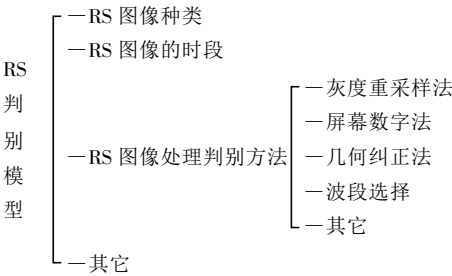 RS判别模型
—RS 图像种类
—RS 图像的时段
—RS 图像处理判别方法
—灰度重采样法
—屏幕数字法
—几何纠正法
—波段选择
—其它
—其它